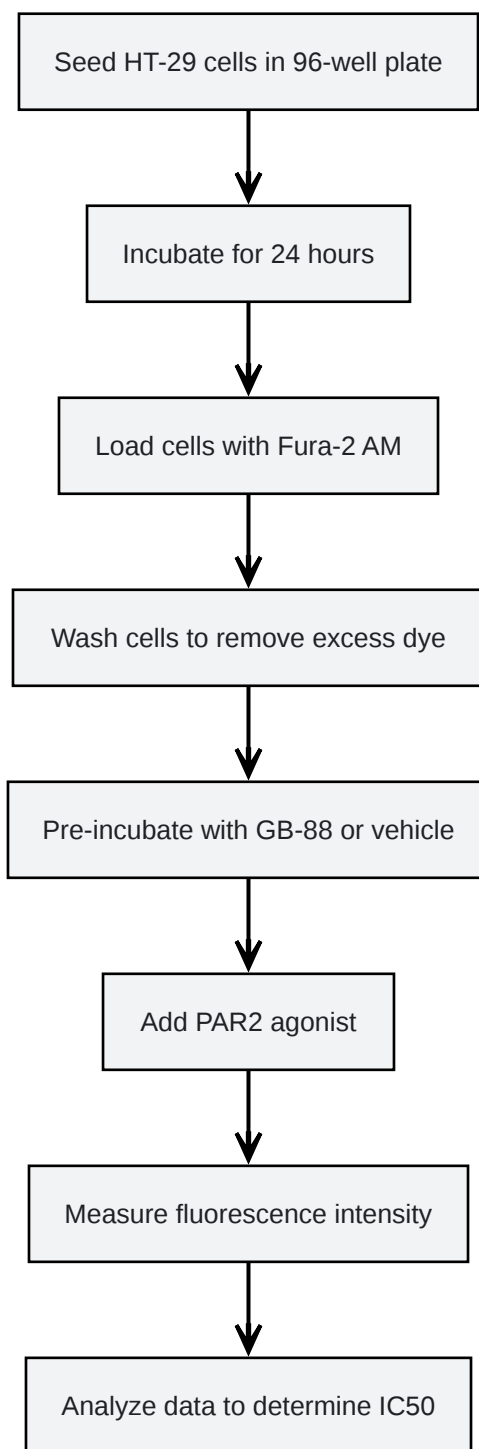 Seed HT-29 cells in 96-well plate
Incubate for 24 hours
Load cells with Fura-2 AM
Wash cells to remove excess dye
Pre-incubate with GB-88 or vehicle
Add PAR2 agonist
Measure fluorescence intensity
Analyze data to determine IC50